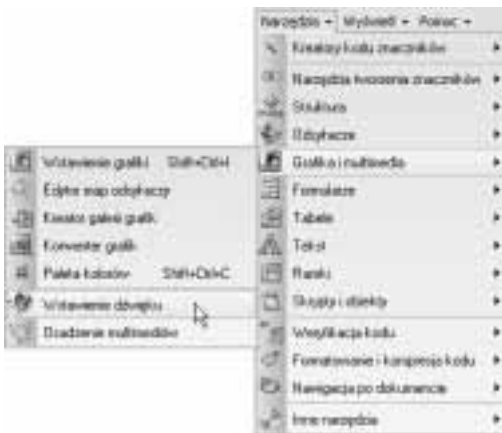 Narzędzia Wyświetl Pomoc
Kreatory kodu znaczników
Narzędzia tworzenia znaczników
Struktura
Odsyłacze
Grafika i multimedia
Formularze
Tabele
Tekst
Ramki
Skrypty i obiekty
Weryfikacja kodu
Formatowanie i kompresja kodu
Nawigacja po dokumencie
Inne narzędzia
Wstawienie grafiki Shift+Ctrl+I
Edytor map odsyłaczy
Kreator galerii grafik
Konwerter grafik
Paleta kolorów Shift+Ctrl+C
Wstawienie dźwięku
Osadzenie multimediów